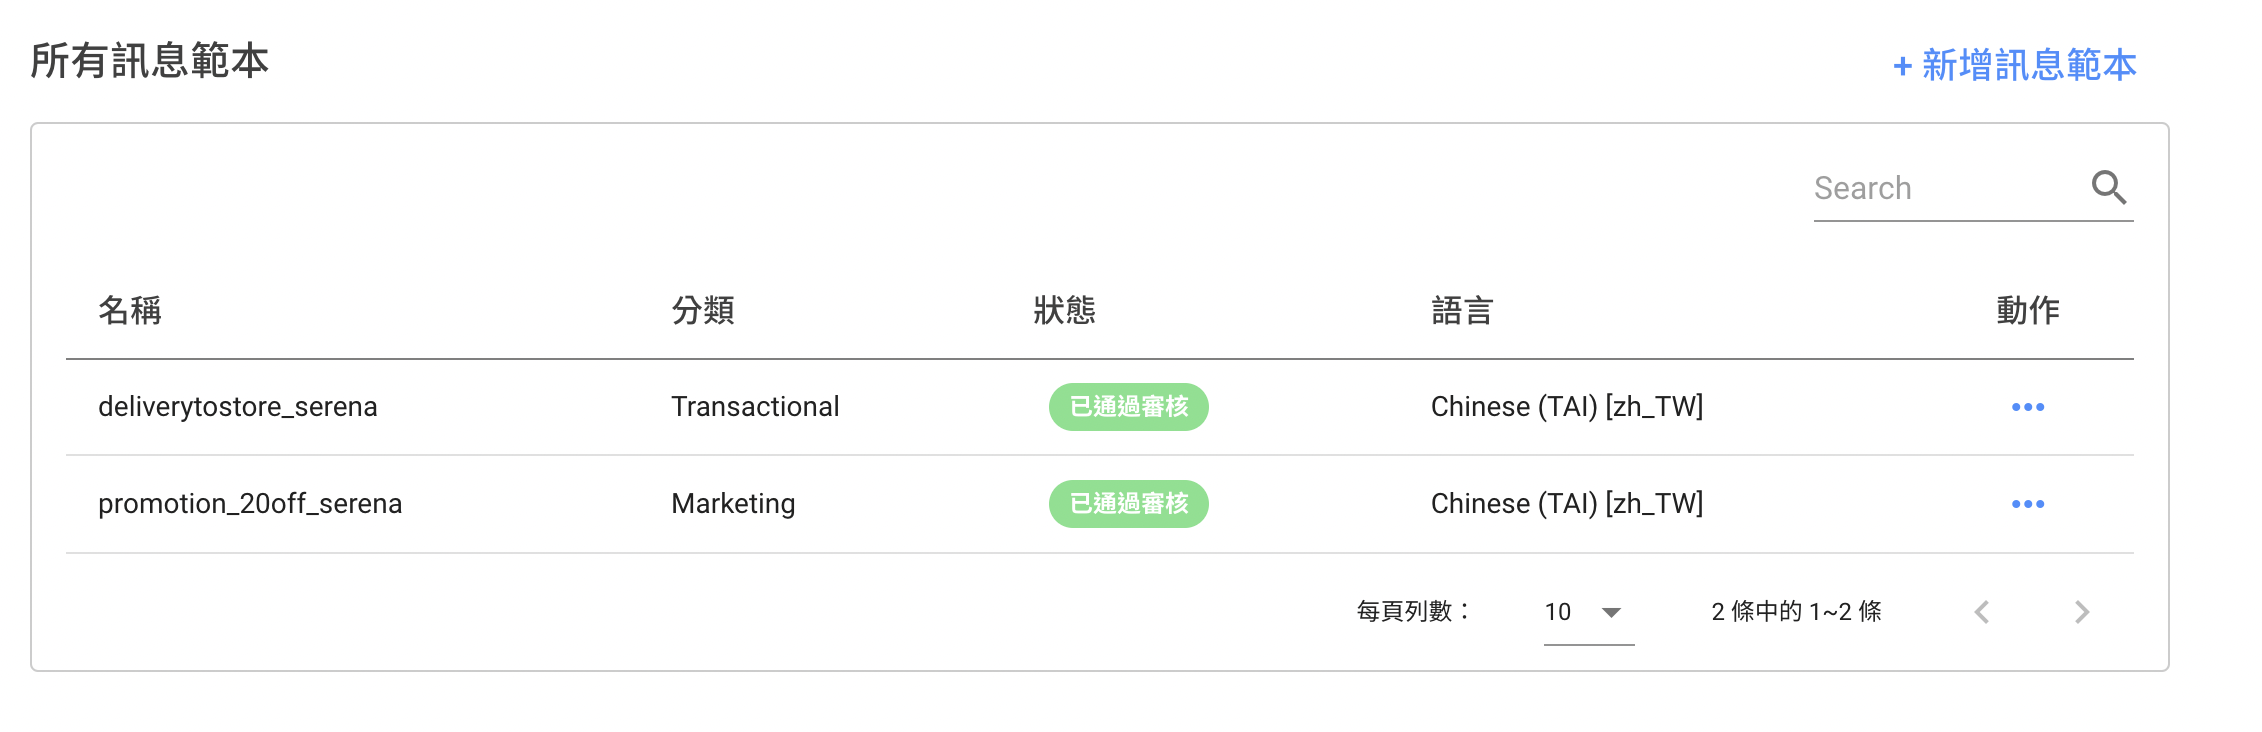 所有訊息範本
+ 新增訊息範本
Search
名稱 分類 狀態 語言 動作
deliverytostore_serena Transactional 已通過審核 Chinese (TAI) [zh_TW]
promotion_20off_serena Marketing 已通過審核 Chinese (TAI) [zh_TW]
每頁列數： 10 2 條中的 1~2 條